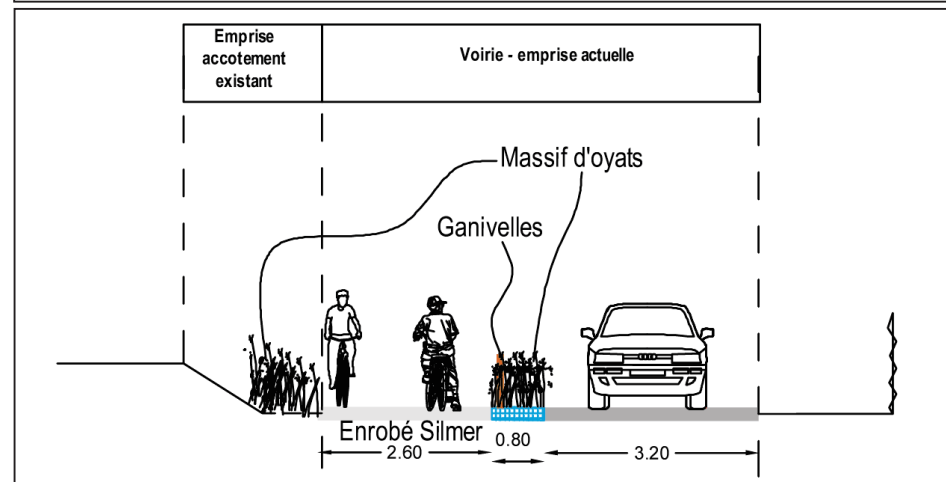 Emprise
accotement
existant
Voirie - emprise actuelle
Massif d'oyats
Ganivelles
Enrobé Silmer
0.80
2.60
3.20